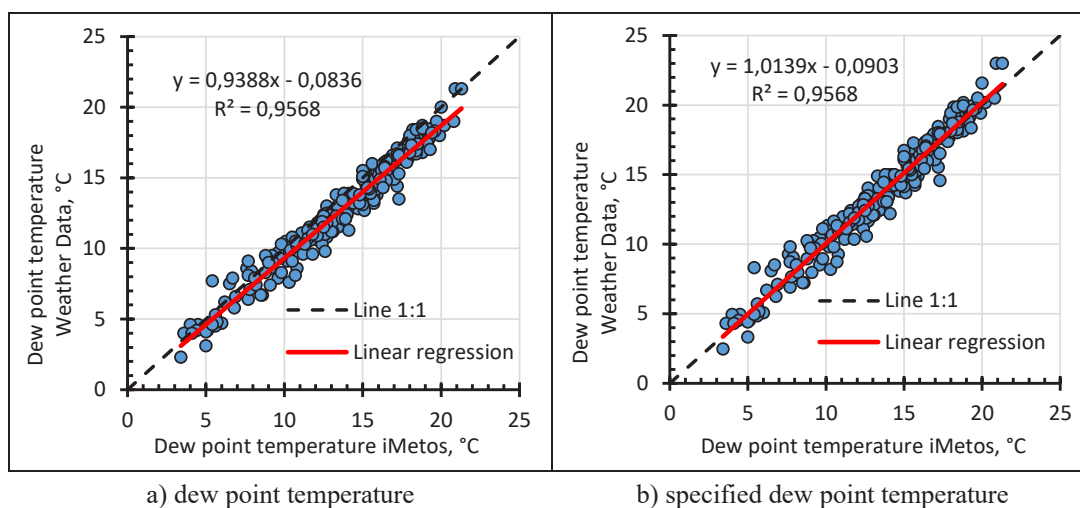 25
20
15
10
5
0
Dew point temperature
Weather Data, °C
y = 0,9388x - 0,0836
R² = 0,9568
Line 1:1
Linear regression
0 5 10 15 20 25
Dew point temperature iMetos, °C
25
20
15
10
5
0
Dew point temperature
Weather Data, °C
y = 1,0139x - 0,0903
R² = 0,9568
Line 1:1
Linear regression
0 5 10 15 20 25
Dew point temperature iMetos, °C
a) dew point temperature
b) specified dew point temperature